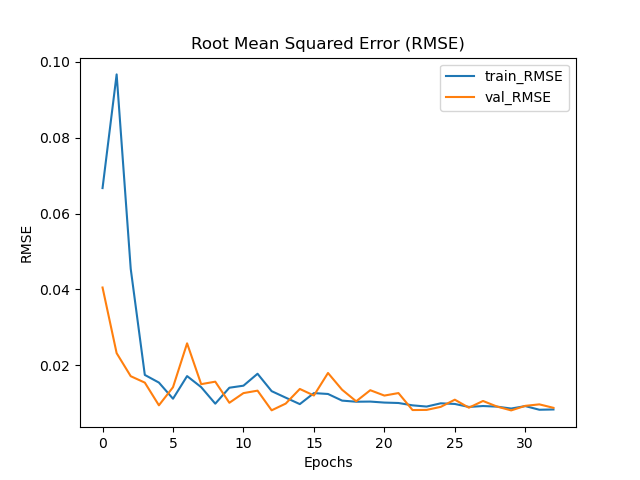 Root Mean Squared Error (RMSE)
train_RMSE
val_RMSE
RMSE
0.10
0.08
0.06
0.04
0.02
0 5 10 15 20 25 30
Epochs